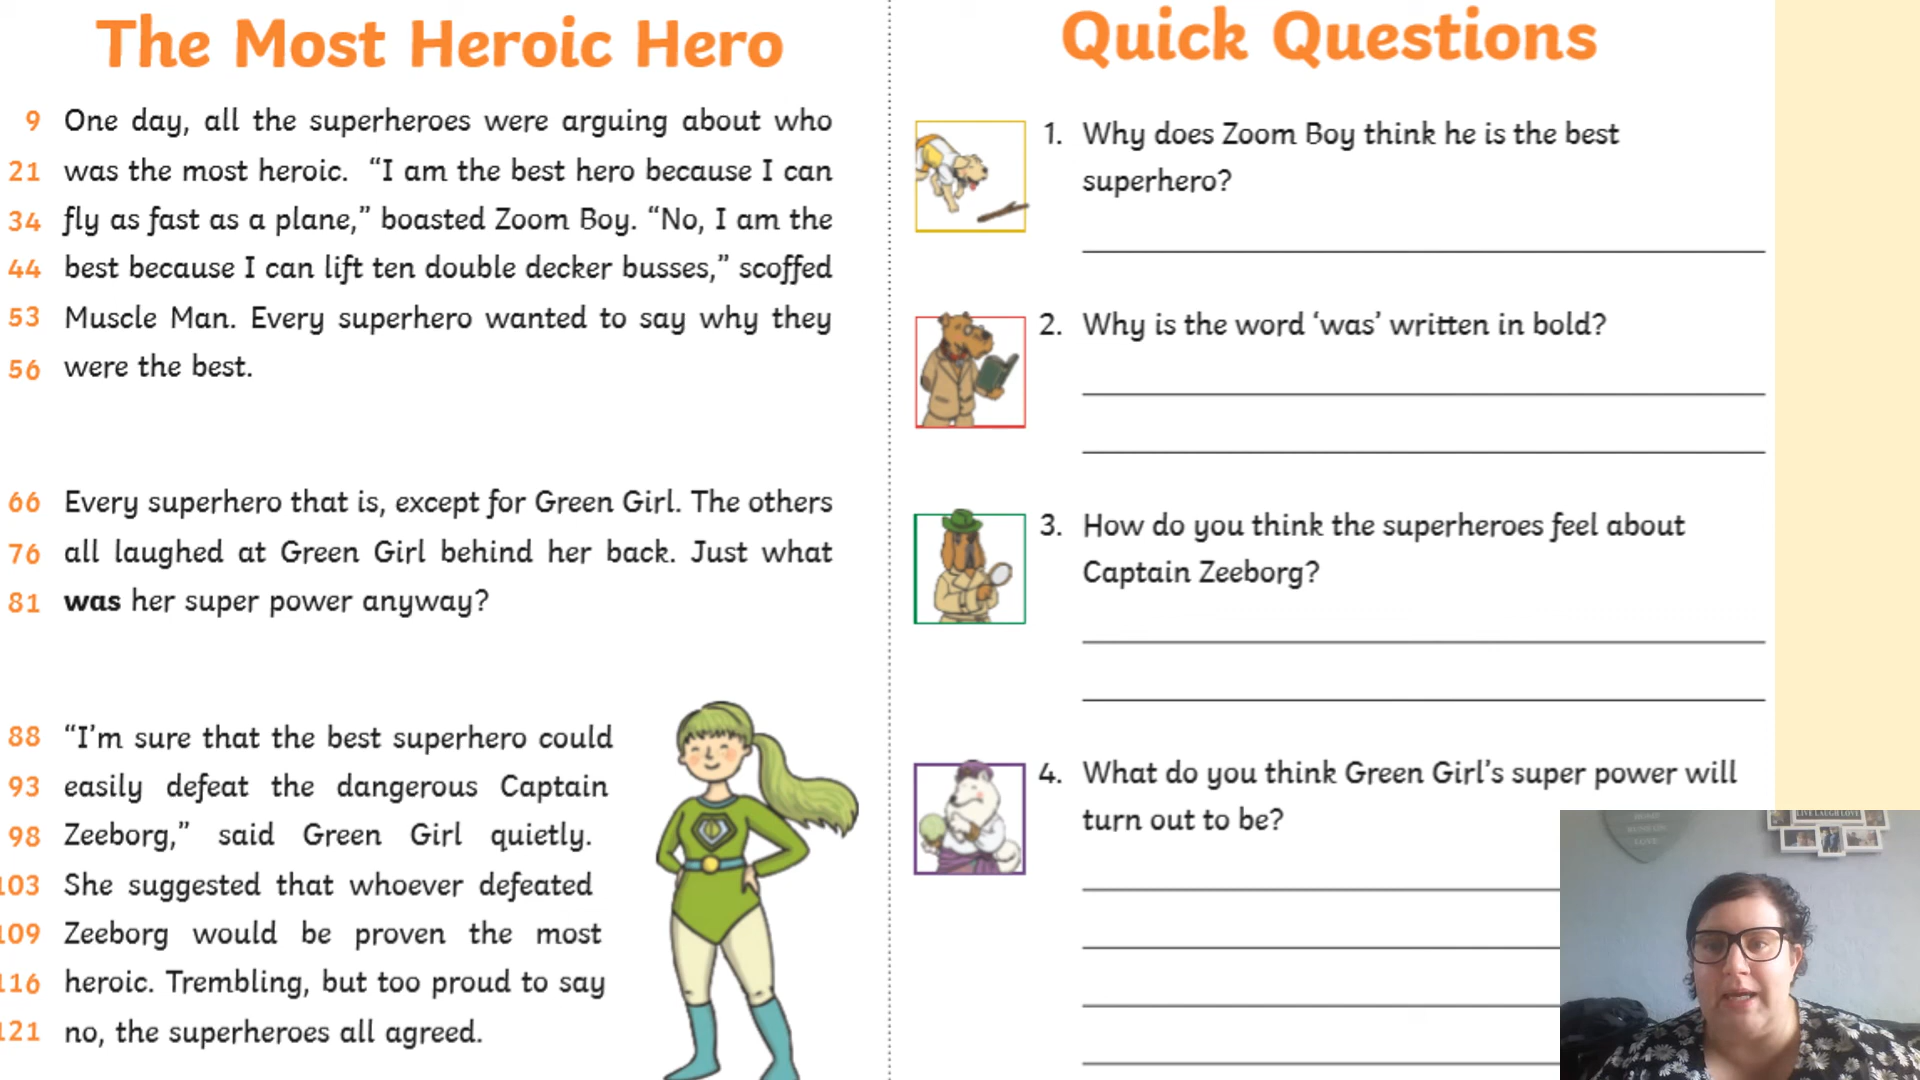 The Most Heroic Hero
9 One day, all the superheroes were arguing about who
21 was the most heroic. “I am the best hero because I can
34 fly as fast as a plane,” boasted Zoom Boy. “No, I am the
44 best because I can lift ten double decker busses,” scoffed
53 Muscle Man. Every superhero wanted to say why they
56 were the best.
66 Every superhero that is, except for Green Girl. The others
76 all laughed at Green Girl behind her back. Just what
81 was her super power anyway?
88 “I’m sure that the best superhero could
93 easily defeat the dangerous Captain
98 Zeeborg,” said Green Girl quietly.
103 She suggested that whoever defeated
109 Zeeborg would be proven the most
116 heroic. Trembling, but too proud to say
121 no, the superheroes all agreed.
Quick Questions
1. Why does Zoom Boy think he is the best
superhero?
2. Why is the word ‘was’ written in bold?
3. How do you think the superheroes feel about
Captain Zeeborg?
4. What do you think Green Girl’s super power will
turn out to be?
LIVE LAUGH LOVE